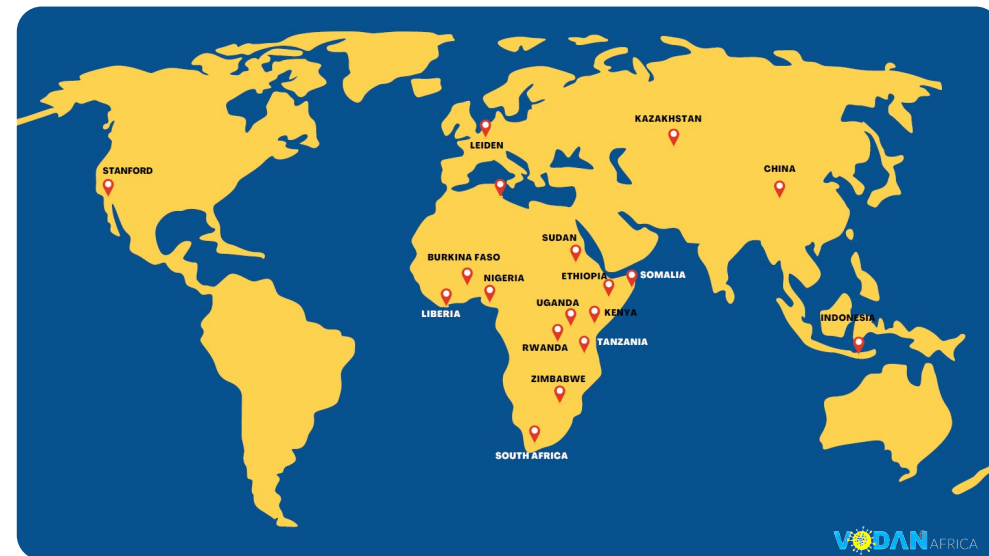 KAZAKHSTAN
LEIDEN
STANFORD
CHINA
SUDAN
BURKINA FASO
NIGERIA
ETHIOPIA
SOMALIA
LIBERIA
UGANDA
KENYA
INDONESIA
RWANDA
TANZANIA
ZIMBABWE
SOUTH AFRICA
VODAN AFRICA